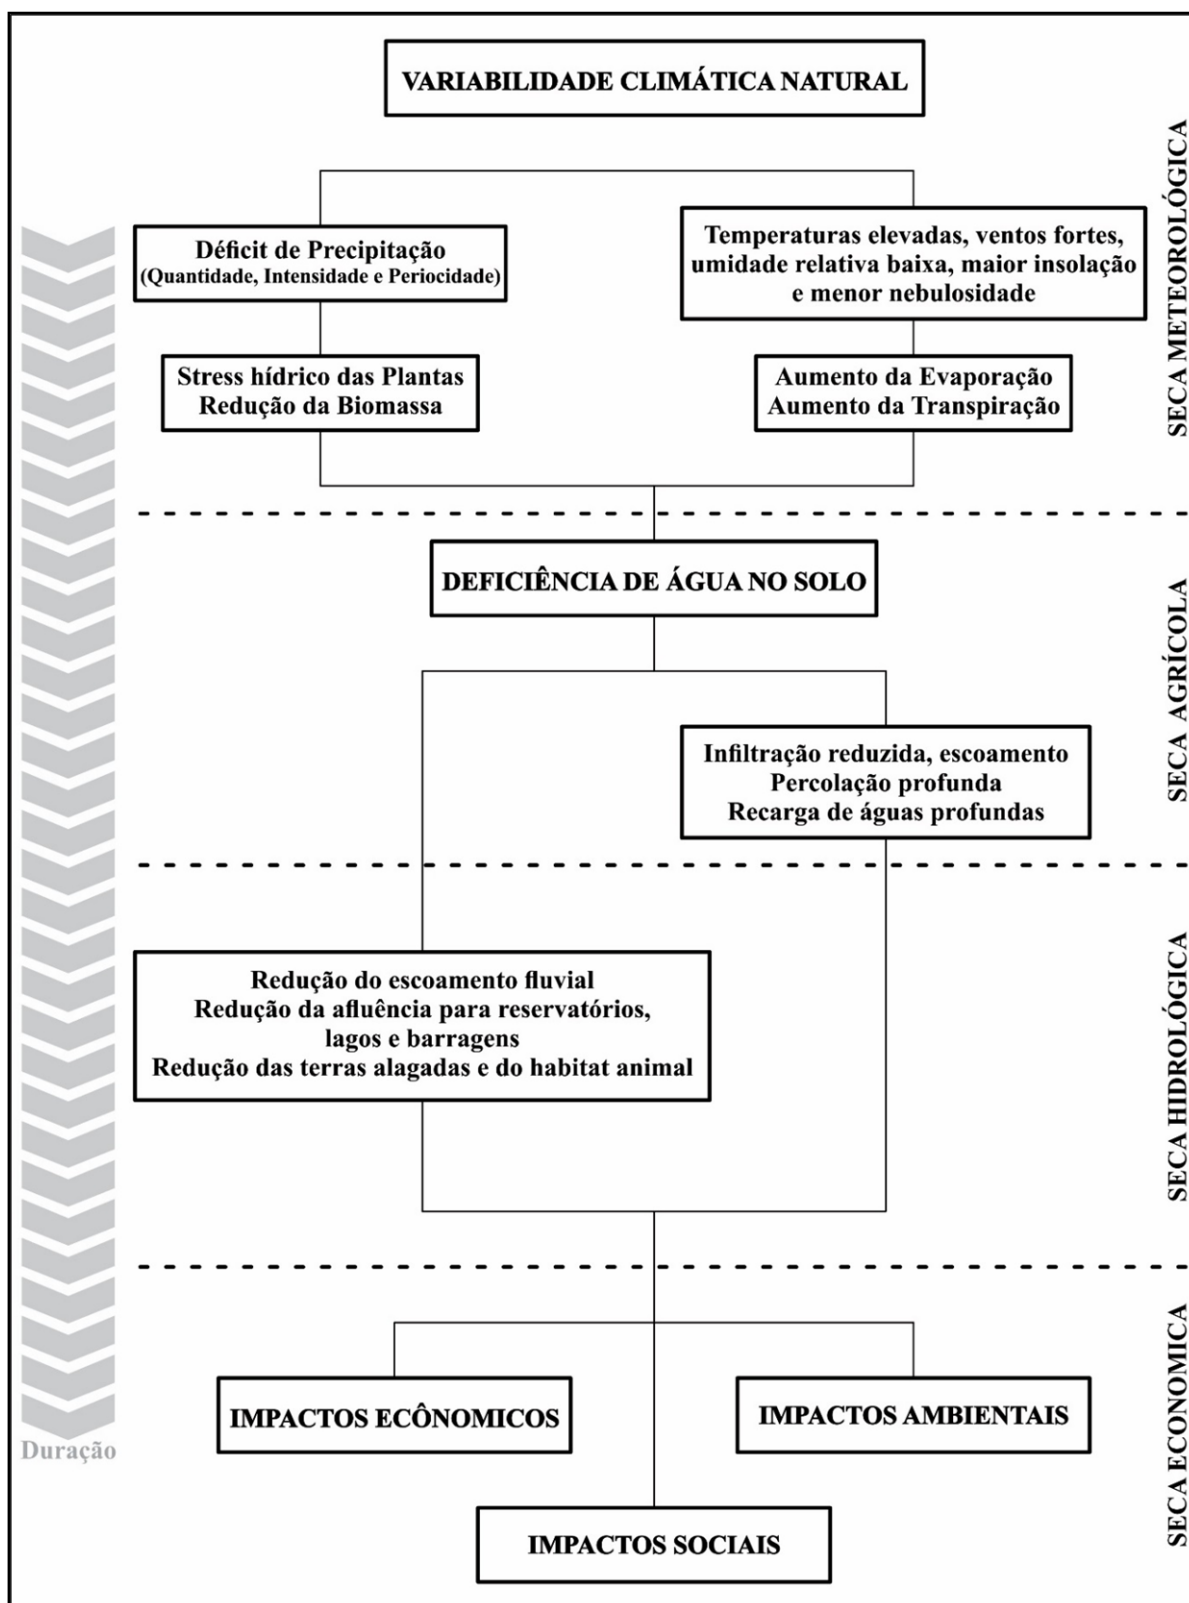 VARIABILIDADE CLIMÁTICA NATURAL
Déficit de Precipitação
(Quantidade, Intensidade e Periocidade)
Temperaturas elevadas, ventos fortes,
umidade relativa baixa, maior insolação
e menor nebulosidade
Stress hídrico das Plantas
Redução da Biomassa
Aumento da Evaporação
Aumento da Transpiração
SECA METEOROLÓGICA
DEFICIÊNCIA DE ÁGUA NO SOLO
Infiltração reduzida, escoamento
Percolação profunda
Recarga de águas profundas
SECA AGRÍCOLA
Redução do escoamento fluvial
Redução da afluência para reservatórios,
lagos e barragens
Redução das terras alagadas e do habitat animal
SECA HIDROLÓGICA
IMPACTOS ECÔNOMICOS
IMPACTOS AMBIENTAIS
IMPACTOS SOCIAIS
SECA ECONOMICA
Duração